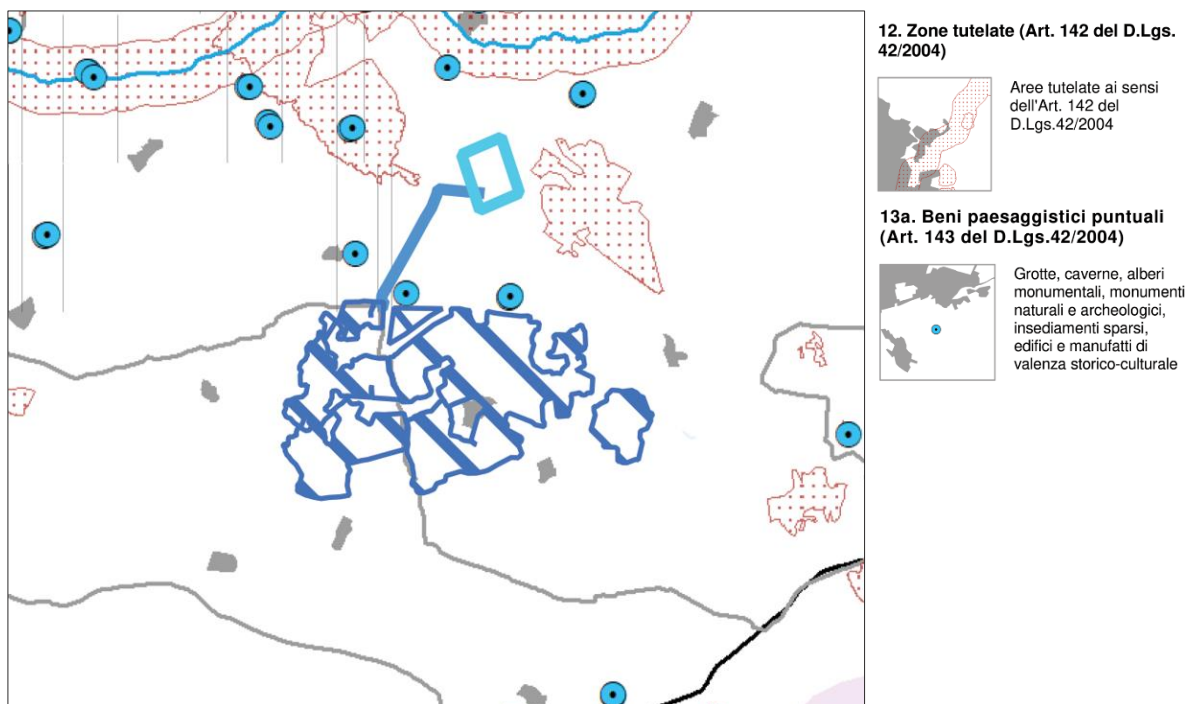 12. Zone tutelate (Art. 142 del D.Lgs.
42/2004)
Aree tutelate ai sensi
dell'Art. 142 del
D.Lgs.42/2004
13a. Beni paesaggistici puntuali
(Art. 143 del D.Lgs.42/2004)
Grotte, caverne, alberi
monumentali, monumenti
naturali e archeologici,
insediamenti sparsi,
edifici e manufatti di
valenza storico-culturale